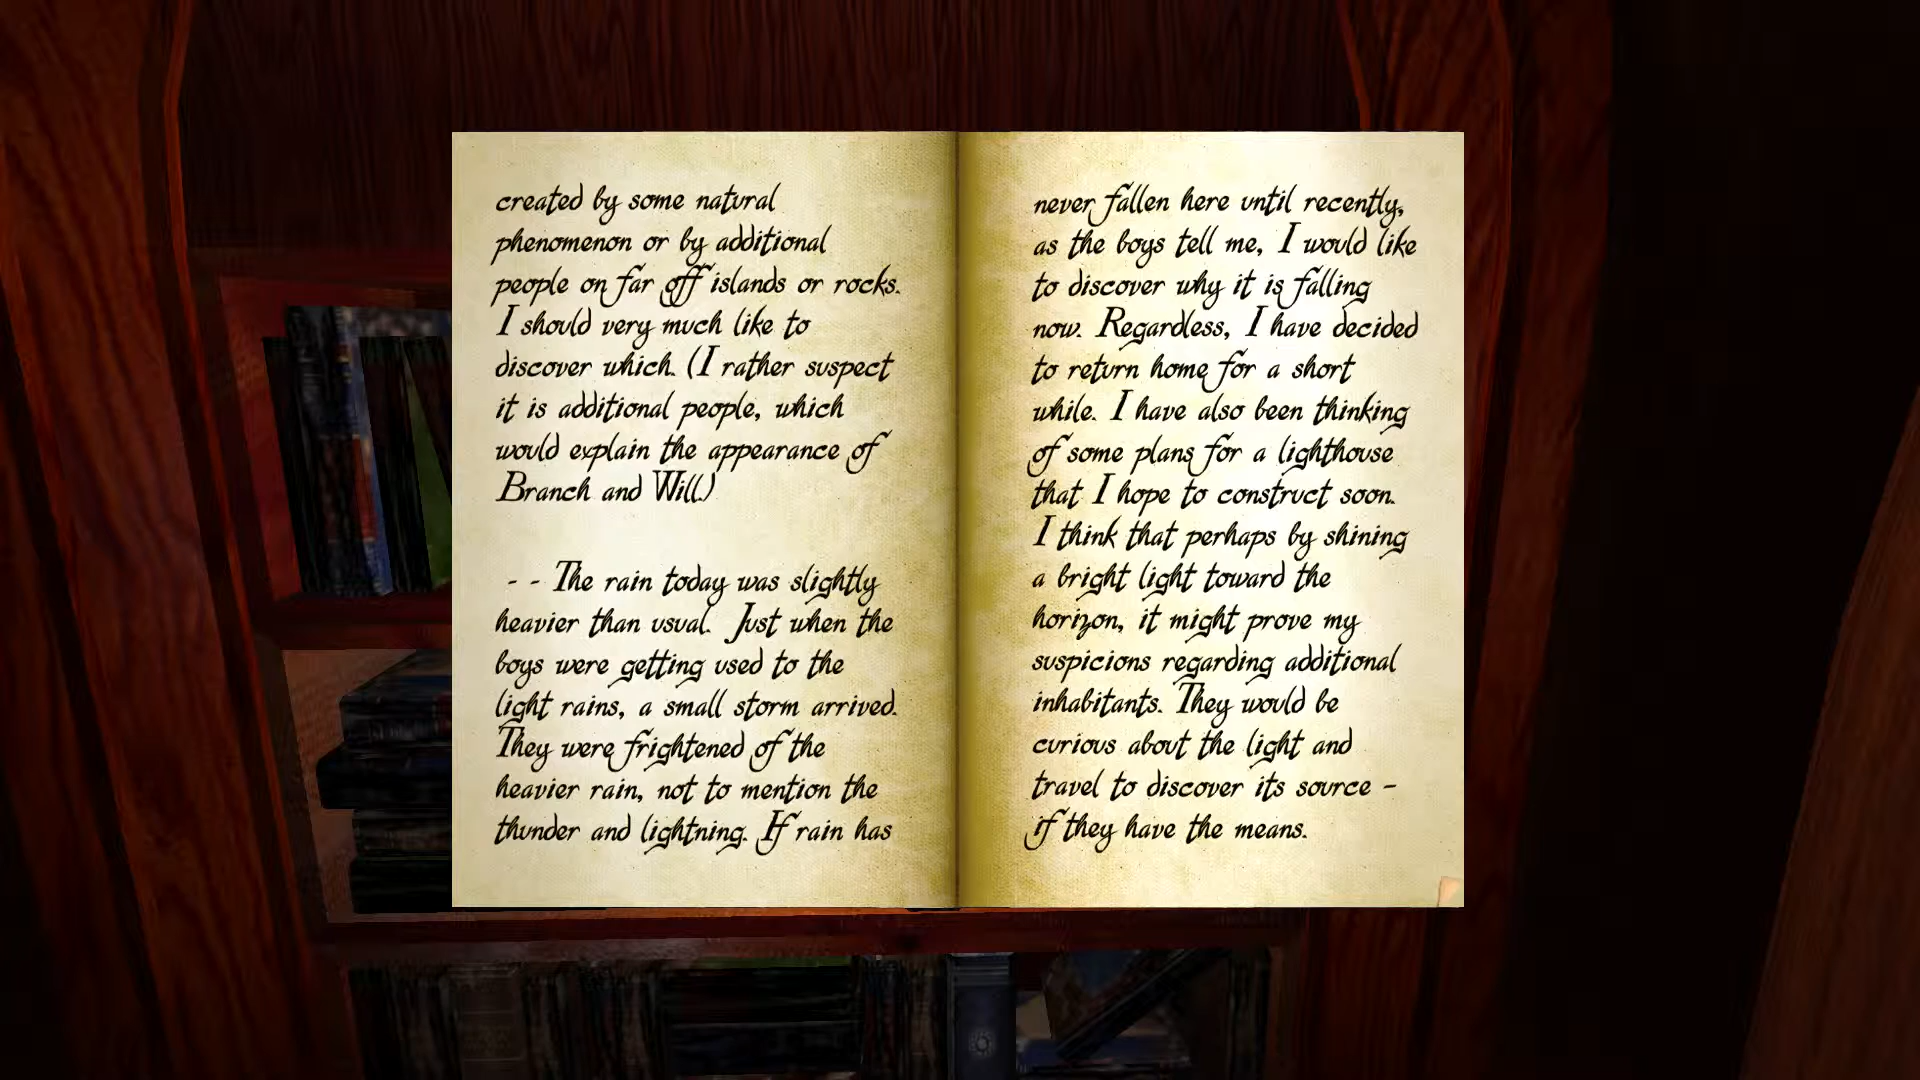 created by some natural
phenomenon or by additional
people on far off islands or rocks.
I should very much like to
discover which. (I rather suspect
it is additional people, which
would explain the appearance of
Branch and Will.)
- - The rain today was slightly
heavier than usual. Just when the
boys were getting used to the
light rains, a small storm arrived.
They were frightened of the
heavier rain, not to mention the
thunder and lightning. If rain has
never fallen here until recently,
as the boys tell me, I would like
to discover why it is falling
now. Regardless, I have decided
to return home for a short
while. I have also been thinking
of some plans for a lighthouse
that I hope to construct soon.
I think that perhaps by shining
a bright light toward the
horizon, it might prove my
suspicions regarding additional
inhabitants. They would be
curious about the light and
travel to discover its source -
if they have the means.